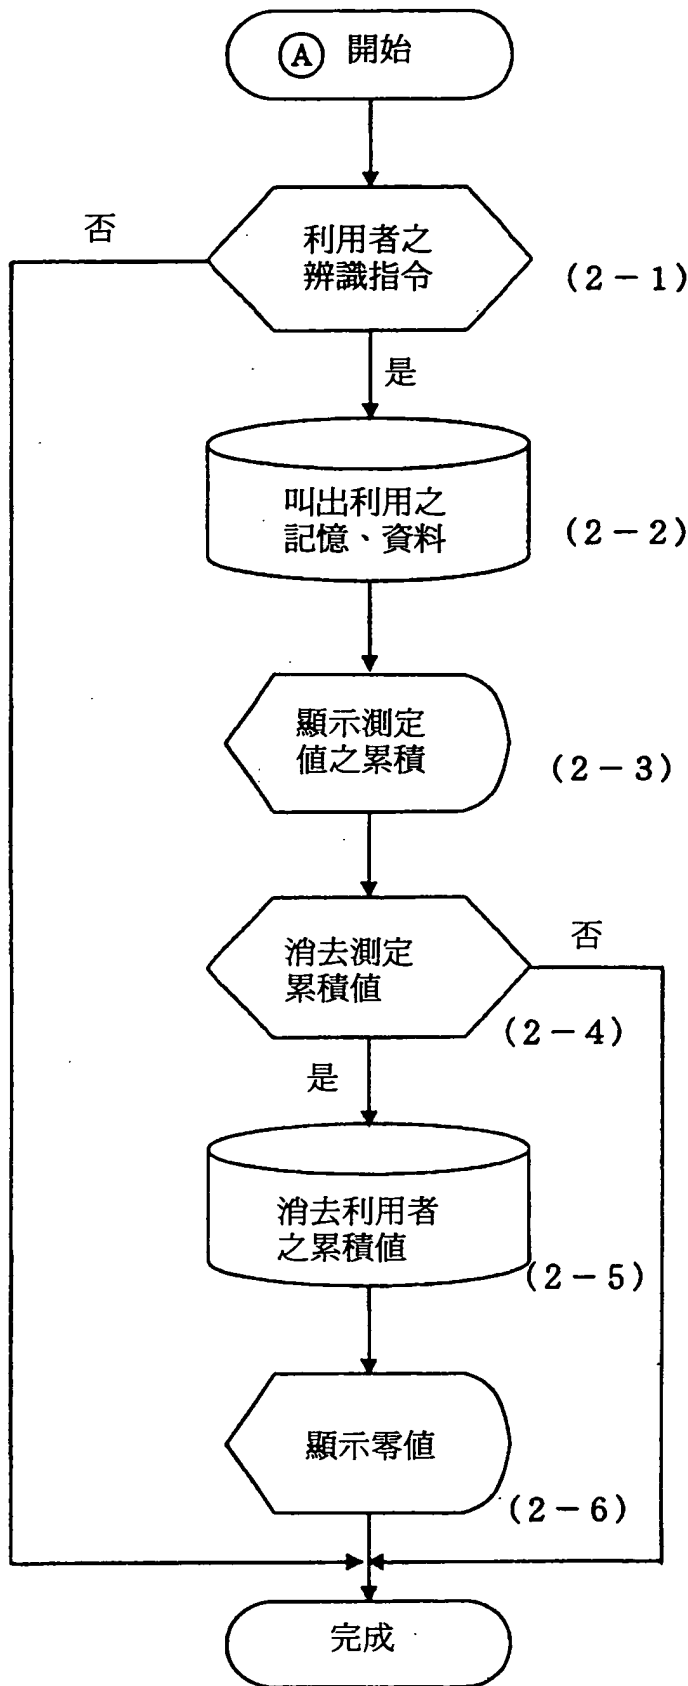 Ⓐ 開始
否
利用者之
辨識指令
(2-1)
是
叫出利用之
記憶、資料
(2-2)
顯示測定
值之累積
(2-3)
消去測定
累積值
否
(2-4)
是
消去利用者
之累積值
(2-5)
顯示零值
(2-6)
完成